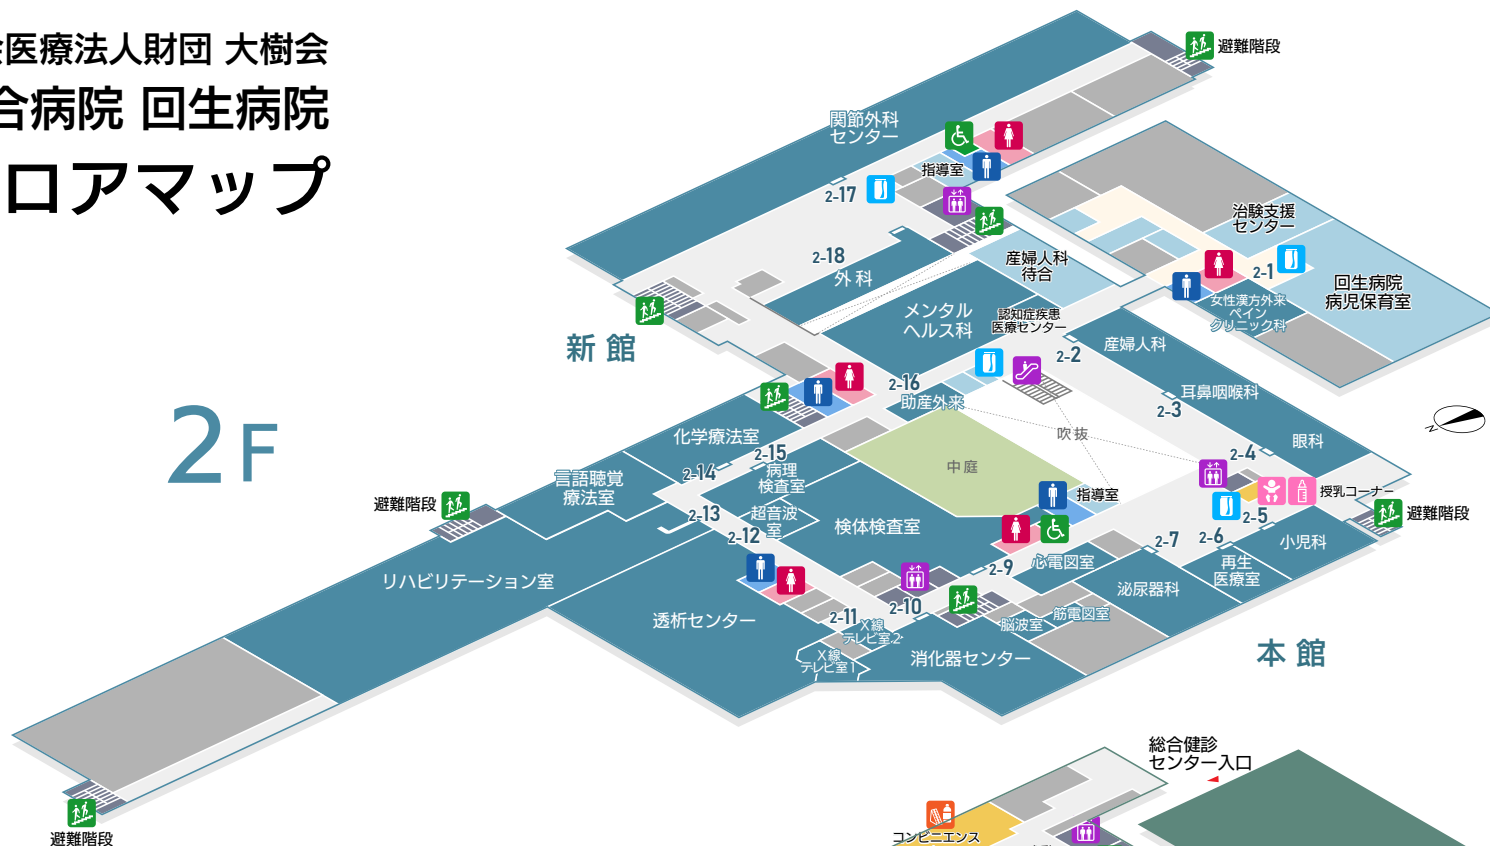 会医療法人財団 大樹会
合病院 回生病院
ロアマップ
2F
新館
本館
避難階段
関節外科
センター
指導室
2-17
2-18
外科
産婦人科
待合
メンタル
ヘルス科
認知症疾患
医療センター
治験支援
センター
2-1
回生病院
病児保育室
女性漢方外来
ペイン
クリニック科
2-2
産婦人科
2-3
耳鼻咽喉科
眼科
2-4
授乳コーナー
避難階段
2-5
小児科
2-6
再生
医療室
2-7
泌尿器科
2-16
助産外来
吹抜
中庭
指導室
化学療法室
2-15
病理
検査室
2-14
言語聴覚
療法室
避難階段
2-13
超音波
室
2-12
検体検査室
2-9
心電図室
リハビリテーション室
透析センター
2-11
2-10
X線
テレビ室2
X線
テレビ室1
脳波室
筋電図室
消化器センター
避難階段
総合健診
センター入口
コンビニエンス
N